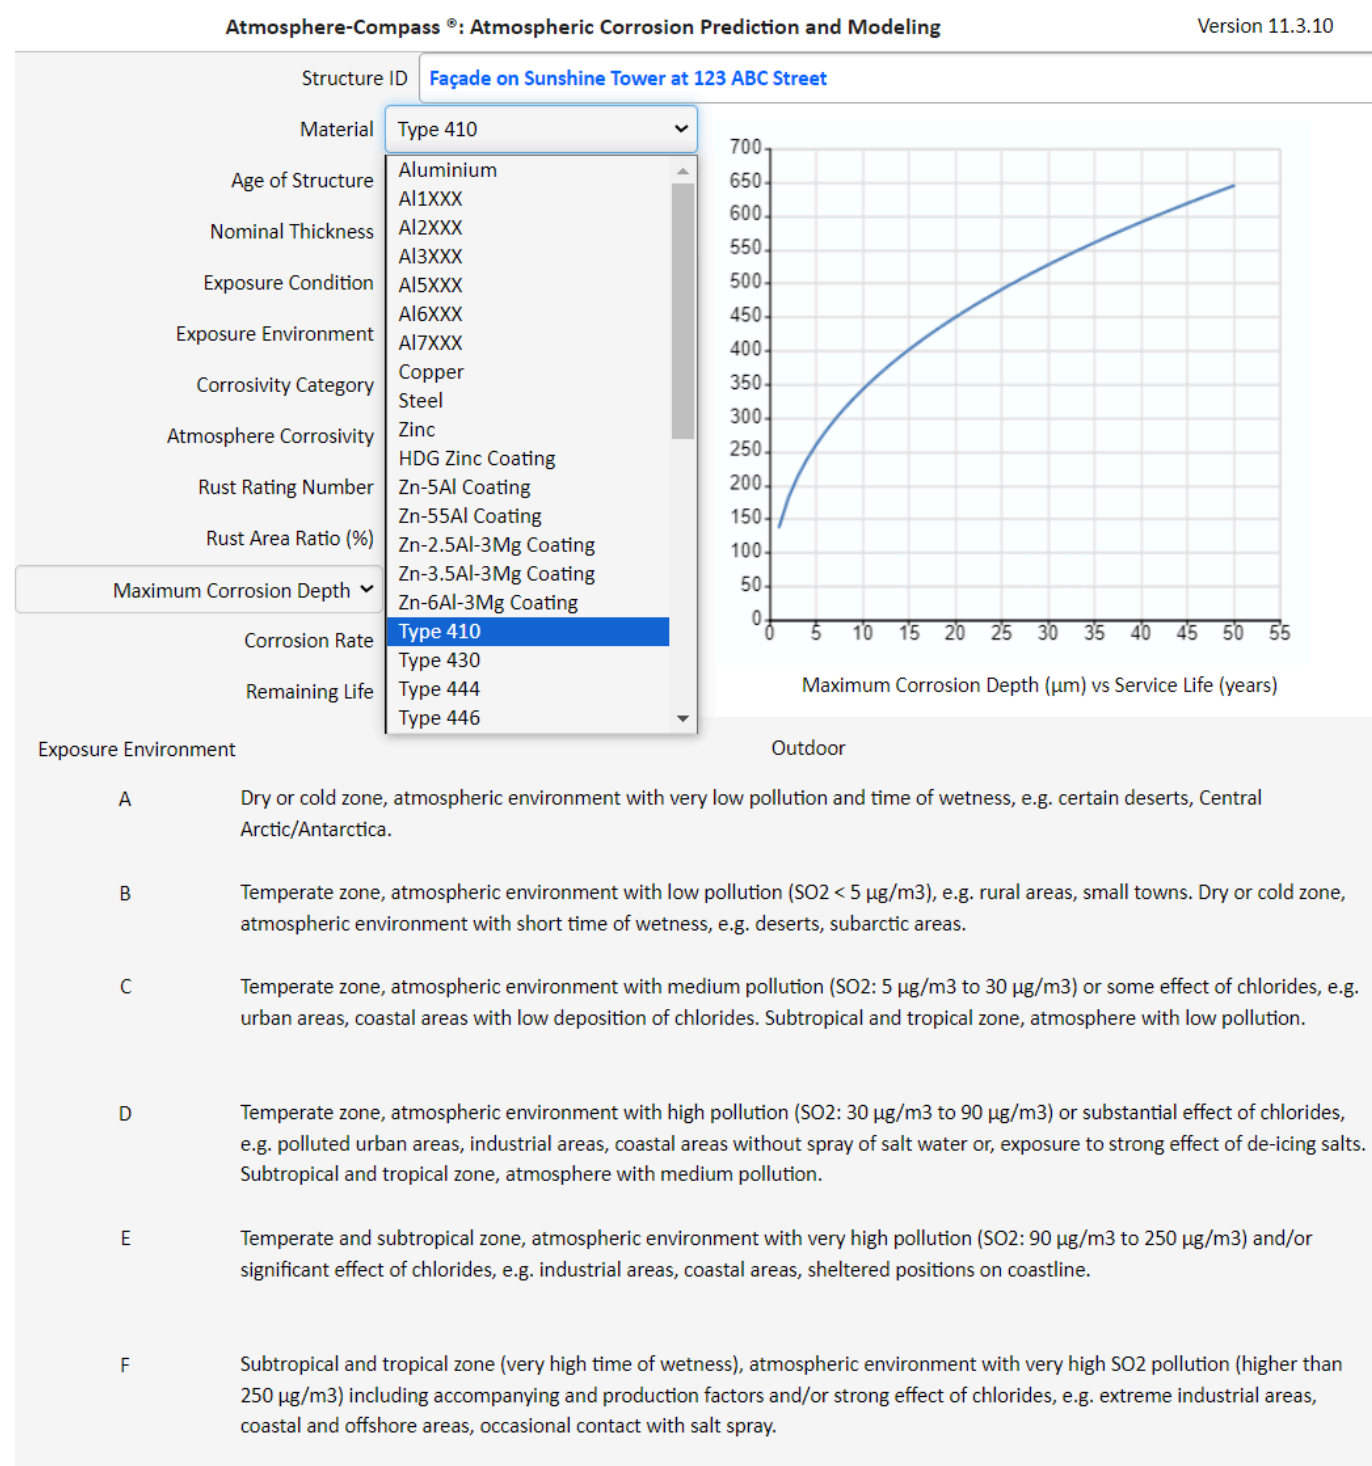 Atmosphere-Compass ®: Atmospheric Corrosion Prediction and Modeling
Version 11.3.10
Structure ID
Façade on Sunshine Tower at 123 ABC Street
Material
Type 410
Age of Structure
Nominal Thickness
Exposure Condition
Exposure Environment
Corrosivity Category
Atmosphere Corrosivity
Rust Rating Number
Rust Area Ratio (%)
Maximum Corrosion Depth
Corrosion Rate
Remaining Life
Aluminium
Al1XXX
Al2XXX
Al3XXX
Al5XXX
Al6XXX
Al7XXX
Copper
Steel
Zinc
HDG Zinc Coating
Zn-5Al Coating
Zn-55Al Coating
Zn-2.5Al-3Mg Coating
Zn-3.5Al-3Mg Coating
Zn-6Al-3Mg Coating
Type 410
Type 430
Type 444
Type 446
700
650
600
550
500
450
400
350
300
250
200
150
100
50
0
0 5 10 15 20 25 30 35 40 45 50 55
Maximum Corrosion Depth (µm) vs Service Life (years)
Exposure Environment
Outdoor
A
Dry or cold zone, atmospheric environment with very low pollution and time of wetness, e.g. certain deserts, Central
Arctic/Antarctica.
B
Temperate zone, atmospheric environment with low pollution (SO2 < 5 µg/m3), e.g. rural areas, small towns. Dry or cold zone,
atmospheric environment with short time of wetness, e.g. deserts, subarctic areas.
C
Temperate zone, atmospheric environment with medium pollution (SO2: 5 µg/m3 to 30 µg/m3) or some effect of chlorides, e.g.
urban areas, coastal areas with low deposition of chlorides. Subtropical and tropical zone, atmosphere with low pollution.
D
Temperate zone, atmospheric environment with high pollution (SO2: 30 µg/m3 to 90 µg/m3) or substantial effect of chlorides,
e.g. polluted urban areas, industrial areas, coastal areas without spray of salt water or, exposure to strong effect of de-icing salts.
Subtropical and tropical zone, atmosphere with medium pollution.
E
Temperate and subtropical zone, atmospheric environment with very high pollution (SO2: 90 µg/m3 to 250 µg/m3) and/or
significant effect of chlorides, e.g. industrial areas, coastal areas, sheltered positions on coastline.
F
Subtropical and tropical zone (very high time of wetness), atmospheric environment with very high SO2 pollution (higher than
250 µg/m3) including accompanying and production factors and/or strong effect of chlorides, e.g. extreme industrial areas,
coastal and offshore areas, occasional contact with salt spray.